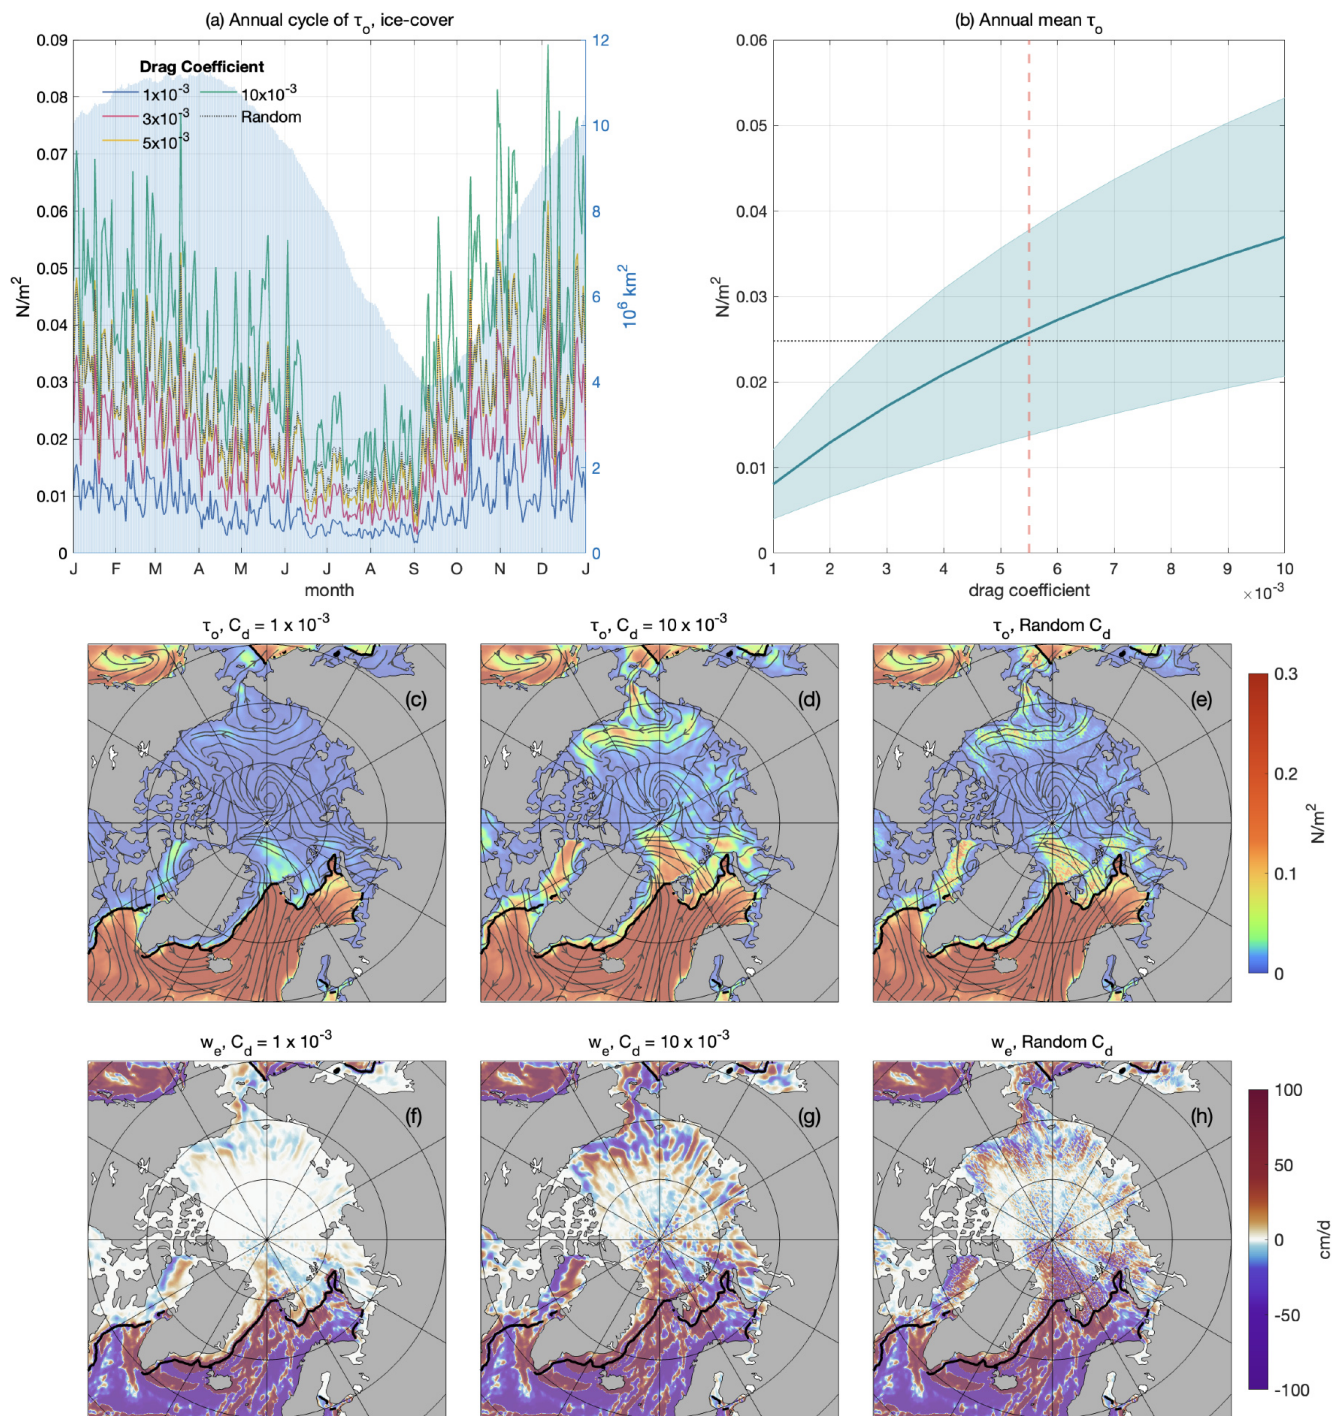 (a) Annual cycle of τo, ice-cover
0.09
0.08
0.07
0.06
0.05
0.04
0.03
0.02
0.01
0
N/m2
12
10
8
6
4
2
0
10^6 km^2
Drag Coefficient
1x10^-3
3x10^-3
5x10^-3
10x10^-3
Random
J F M A M J J A S O N D J
month
(b) Annual mean τo
0.06
0.05
0.04
0.03
0.02
0.01
0
N/m2
1 2 3 4 5 6 7 8 9 10
drag coefficient
×10^-3
τo, Cd = 1 x 10^-3
(c)
τo, Cd = 10 x 10^-3
(d)
τo, Random Cd
(e)
0.3
0.2
0.1
0
N/m2
we, Cd = 1 x 10^-3
(f)
we, Cd = 10 x 10^-3
(g)
we, Random Cd
(h)
100
50
0
-50
-100
cm/d